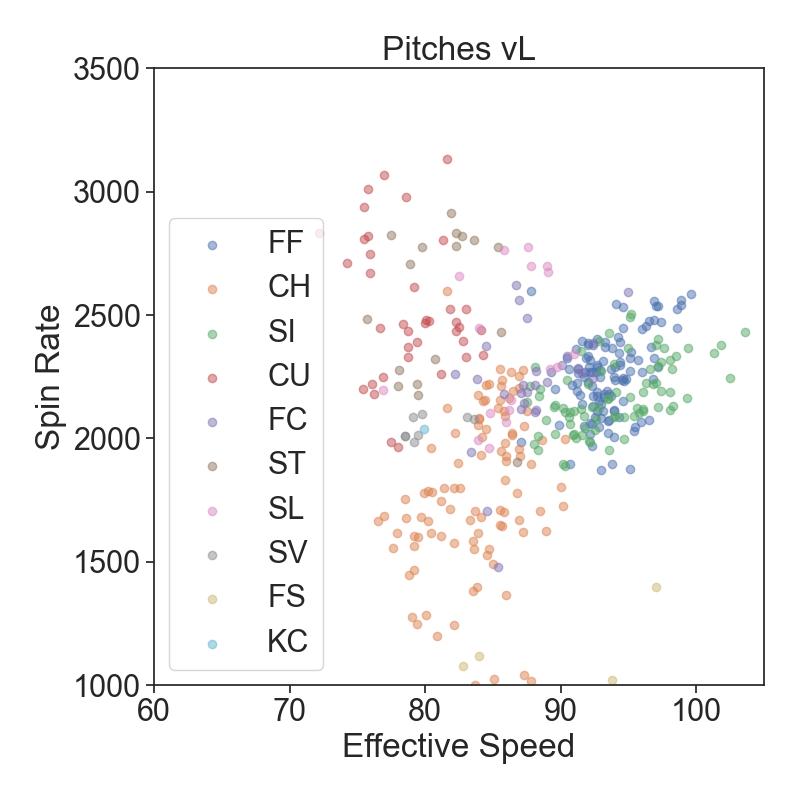 Pitches vL
3500
3000
2500
2000
1500
1000
Spin Rate
FF
CH
SI
CU
FC
ST
SL
SV
FS
KC
60 70 80 90 100
Effective Speed